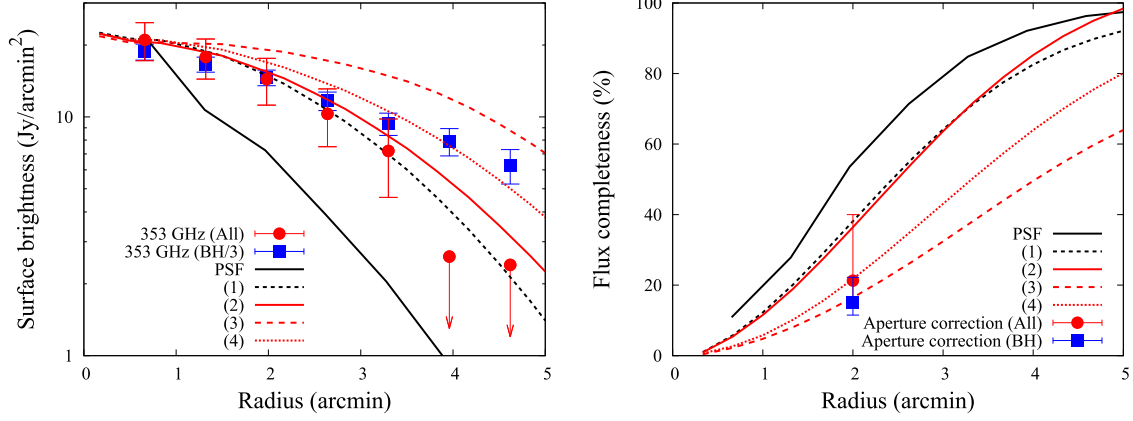 Surface brightness (Jy/arcmin²)
10
1
353 GHz (All)
353 GHz (BH/3)
PSF
(1)
(2)
(3)
(4)
0 1 2 3 4 5
Radius (arcmin)
Flux completeness (%)
100
80
60
40
20
0
PSF
(1)
(2)
(3)
(4)
Aperture correction (All)
Aperture correction (BH)
0 1 2 3 4 5
Radius (arcmin)